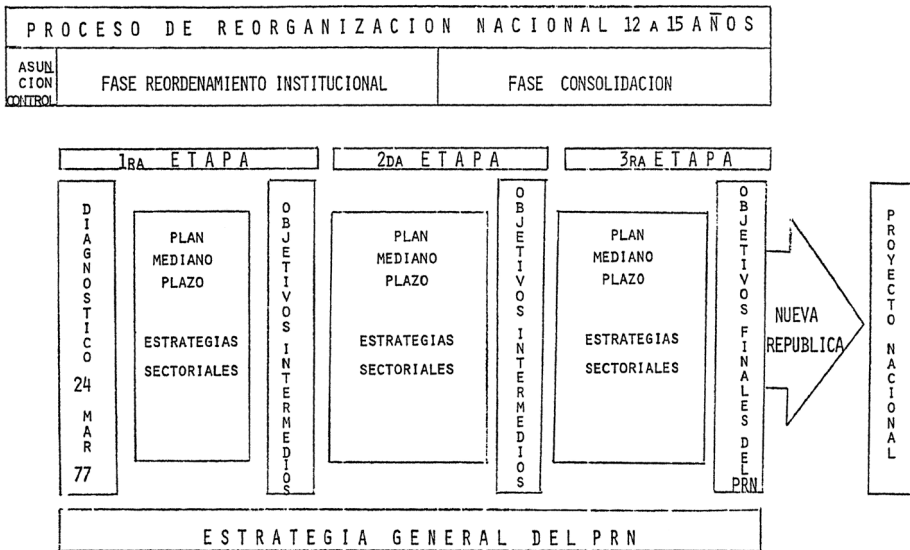 PROCESO DE REORGANIZACION NACIONAL 12 A 15 AÑOS
ASUN
CION
CONTROL
FASE REORDENAMIENTO INSTITUCIONAL
FASE CONSOLIDACION
1RA ETAPA
2DA ETAPA
3RA ETAPA
DIAGNOSTICO 24 MAR 77
PLAN
MEDIANO
PLAZO
ESTRATEGIAS
SECTORIALES
OBJETIVOS INTERMEDIOS
PLAN
MEDIANO
PLAZO
ESTRATEGIAS
SECTORIALES
OBJETIVOS INTERMEDIOS
PLAN
MEDIANO
PLAZO
ESTRATEGIAS
SECTORIALES
OBJETIVOS FINALES DEL PRN
NUEVA
REPUBLICA
PROYECTO NACIONAL
ESTRATEGIA GENERAL DEL PRN